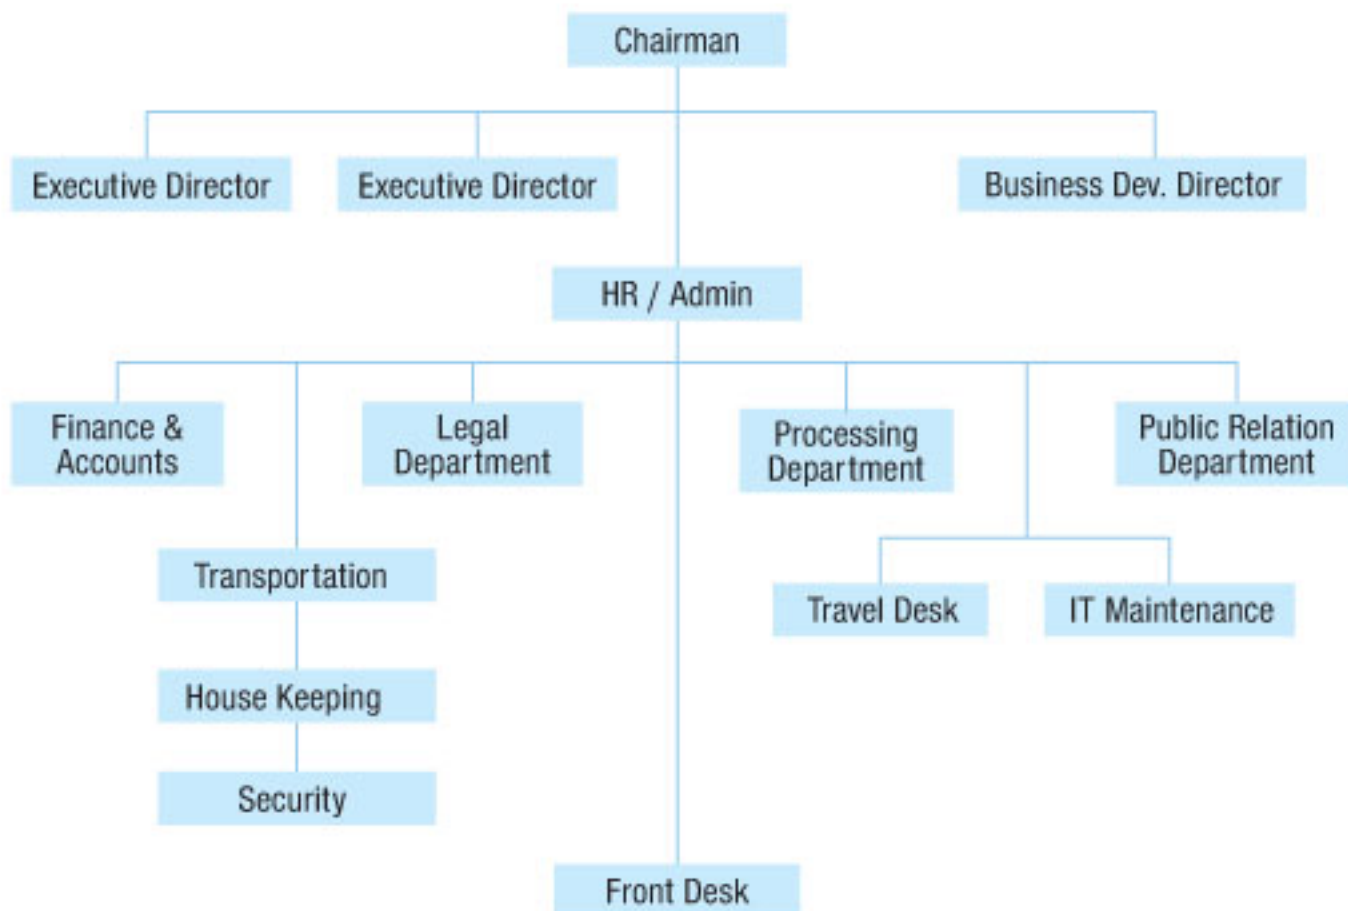 Chairman
Executive Director
Executive Director
Business Dev. Director
HR / Admin
Finance &
Accounts
Legal
Department
Processing
Department
Public Relation
Department
Transportation
Travel Desk
IT Maintenance
House Keeping
Security
Front Desk